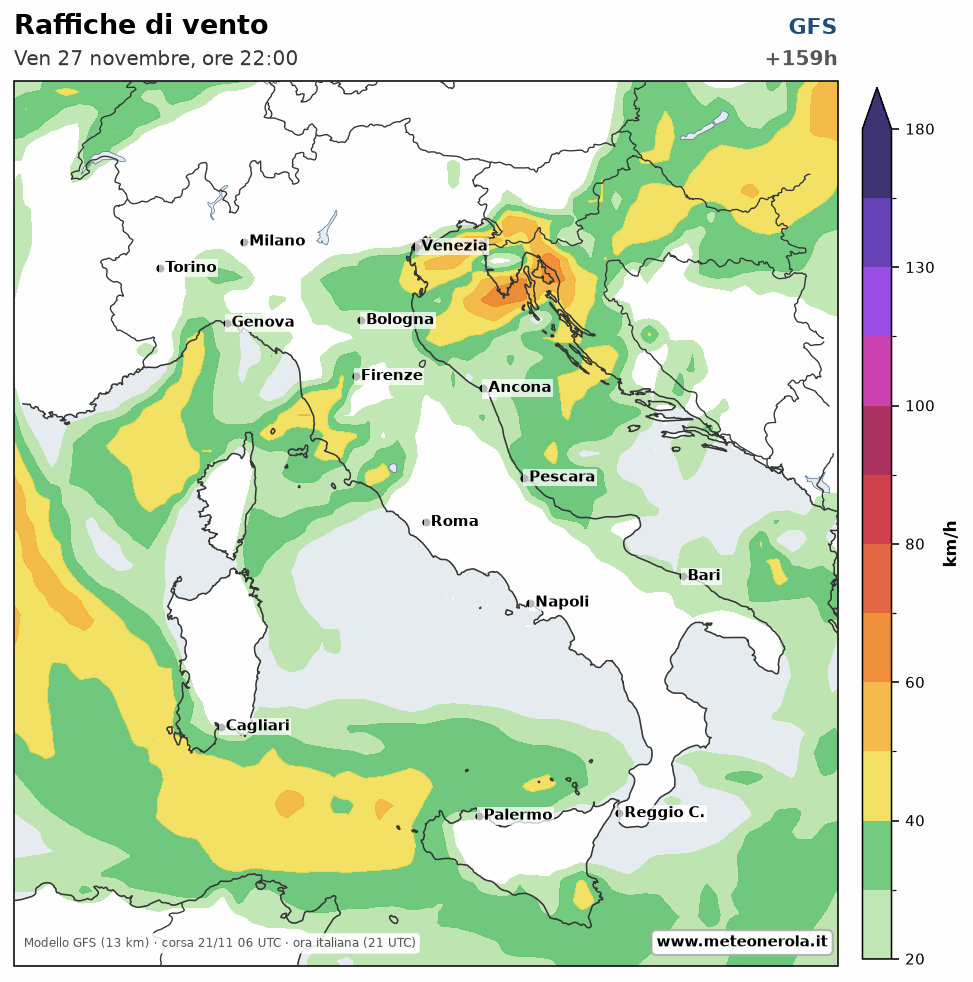 Raffiche di vento
GFS
Ven 27 novembre, ore 22:00
+159h
180
130
100
80
60
40
20
km/h
Milano
Venezia
Torino
Genova
Bologna
Firenze
Ancona
Pescara
Roma
Bari
Napoli
Cagliari
Palermo
Reggio C.
Modello GFS (13 km) · corsa 21/11 06 UTC · ora italiana (21 UTC)
www.meteonerola.it